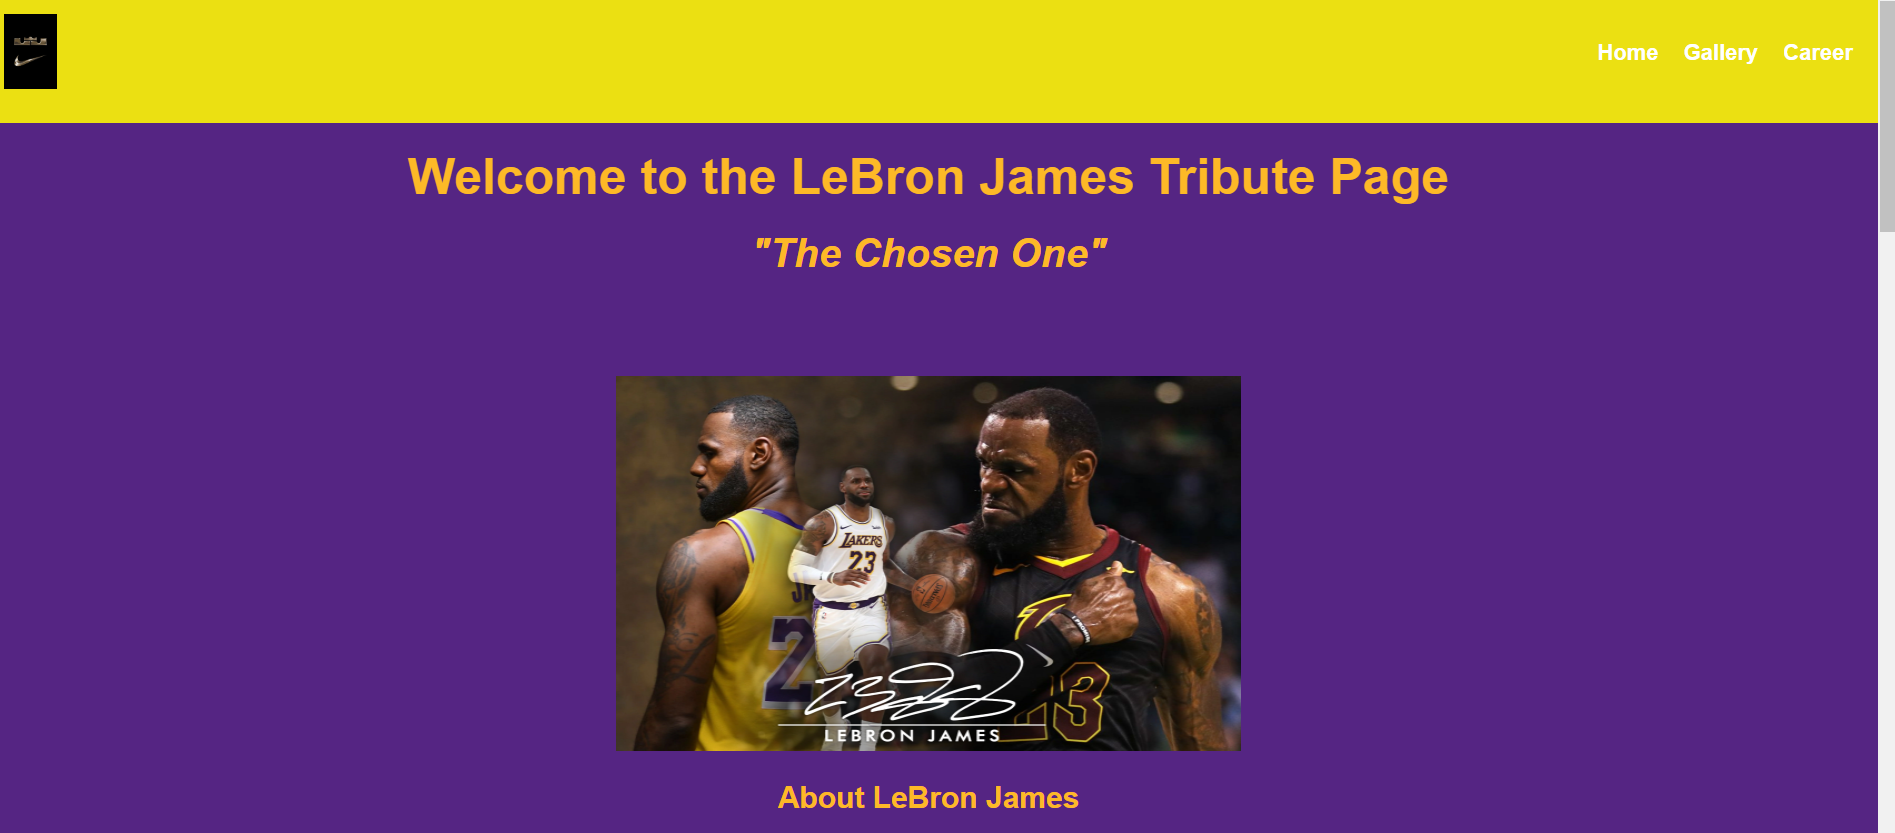 Home Gallery Career
Welcome to the LeBron James Tribute Page
"The Chosen One"
LAKERS
23
2
23
LEBRON JAMES
About LeBron James